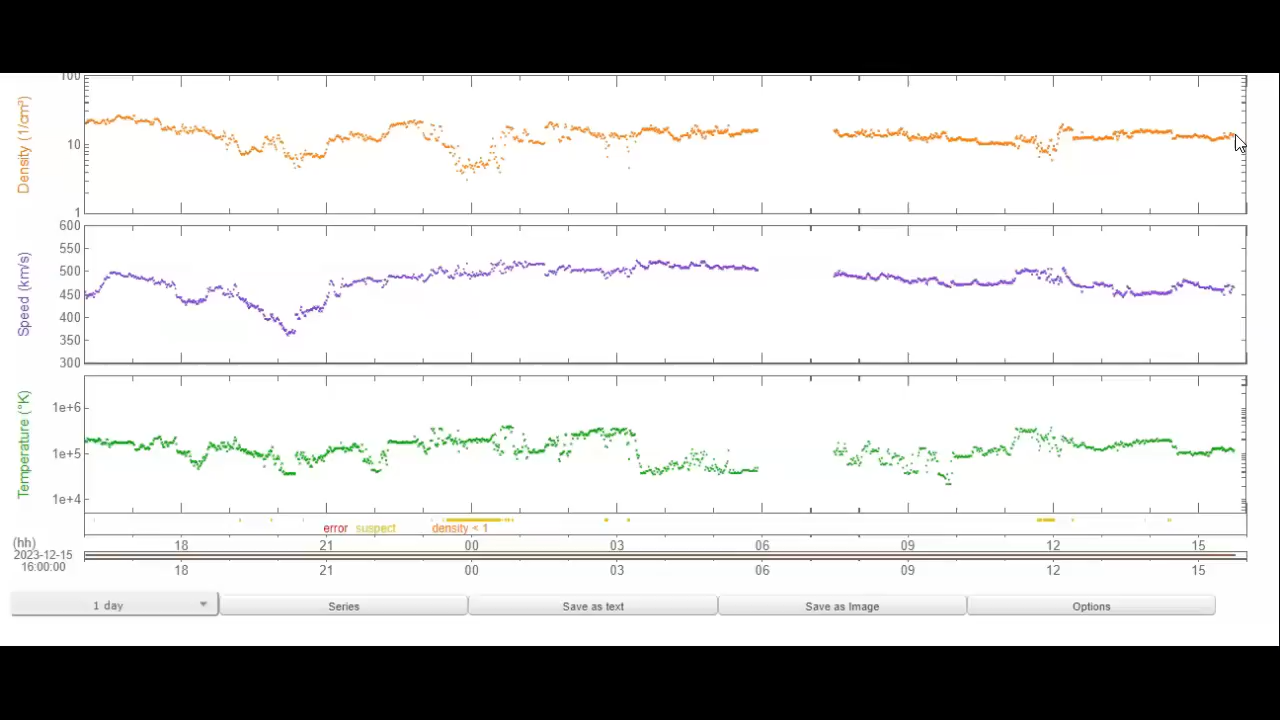 100
Density (1/cm³)
10
1
600
550
Speed (km/s)
500
450
400
350
300
Temperature (°K)
1e+6
1e+5
1e+4
error suspect density < 1
(hh) 18 21 00 03 06 09 12 15
2023-12-15
16:00:00
18 21 00 03 06 09 12 15
1 day Series Save as text Save as Image Options